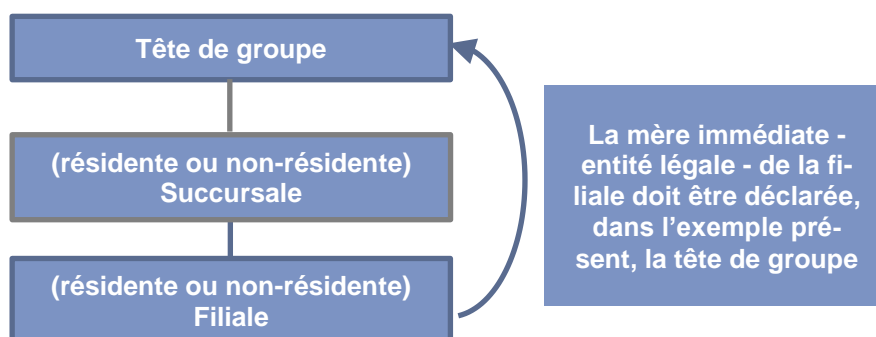 Tête de groupe
(résidente ou non-résidente)
Succursale
(résidente ou non-résidente)
Filiale
La mère immédiate -
entité légale - de la fi-
liale doit être déclarée,
dans l’exemple pré-
sent, la tête de groupe